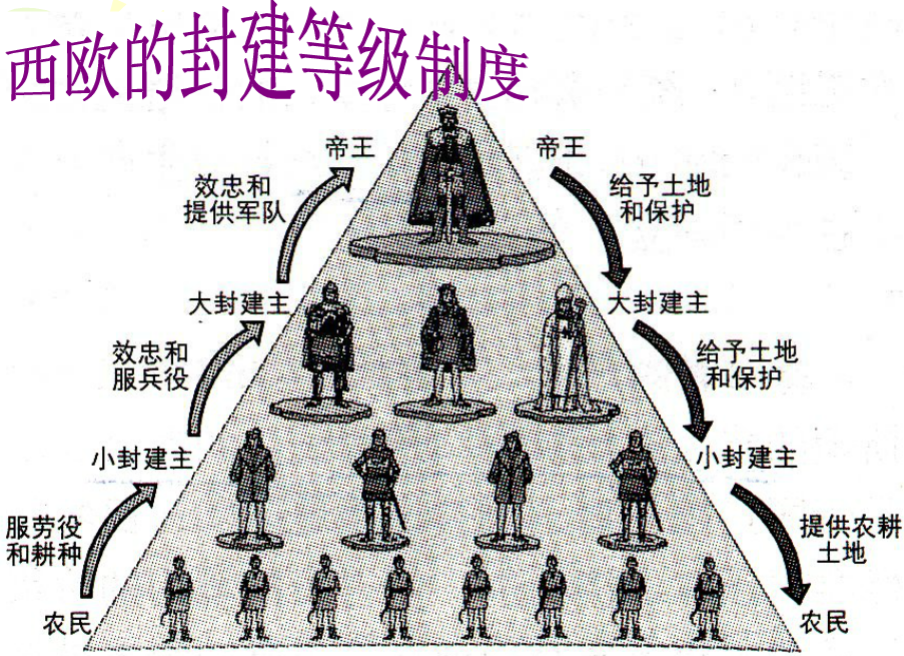 西欧的封建等级制度
帝王
帝王
效忠和
提供军队
给予土地
和保护
大封建主
大封建主
效忠和
服兵役
给予土地
和保护
小封建主
小封建主
服劳役
和耕种
提供农耕
土地
农民
农民